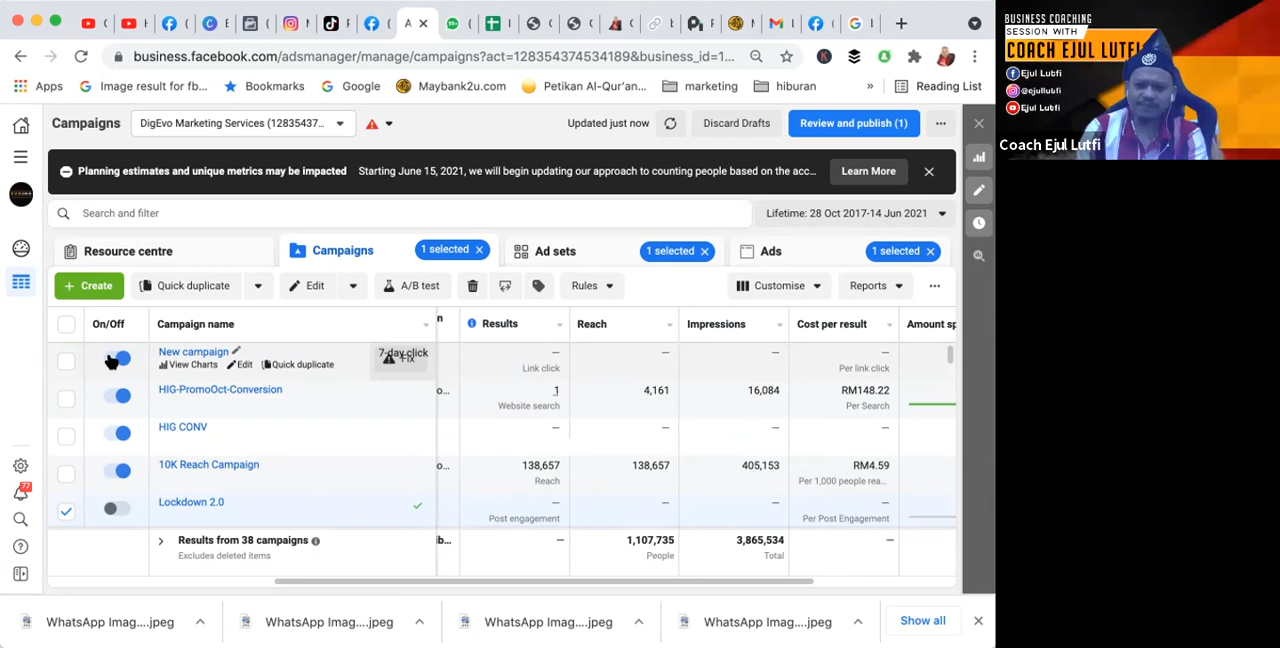 business.facebook.com/adsmanager/manage/campaigns?act=128354374534189&business_id=1...
Apps
Image result for fb...
Bookmarks
Google
Maybank2u.com
Petikan Al-Qur'an...
marketing
hiburan
»
Reading List
Campaigns
DigEvo Marketing Services (12835437...
Updated just now
Discard Drafts
Review and publish (1)
Planning estimates and unique metrics may be impacted Starting June 15, 2021, we will begin updating our approach to counting people based on the acc...
Learn More
Search and filter
Lifetime: 28 Oct 2017-14 Jun 2021
Resource centre
Campaigns
1 selected
Ad sets
1 selected
Ads
1 selected
+ Create
Quick duplicate
Edit
A/B test
Rules
Customise
Reports
On/Off
Campaign name
n
Results
Reach
Impressions
Cost per result
Amount sp
New campaign
View Charts
Edit
Quick duplicate
7-day click
Fix
—
Link click
—
—
—
Per link click
HIG-PromoOct-Conversion
o...
1
Website search
4,161
16,084
RM148.22
Per Search
HIG CONV
—
—
—
—
10K Reach Campaign
o...
138,657
Reach
138,657
405,153
RM4.59
Per 1,000 people rea...
Lockdown 2.0
—
Post engagement
—
—
—
Per Post Engagement
Results from 38 campaigns
Excludes deleted items
ib...
—
1,107,735
People
3,865,534
Total
—
77
WhatsApp Imag....jpeg
WhatsApp Imag....jpeg
WhatsApp Imag....jpeg
WhatsApp Imag....jpeg
Show all
BUSINESS COACHING
SESSION WITH
COACH EJUL LUTFI
Ejul Lutfi
@ejullutfi
Ejul Lutfi
Coach Ejul Lutfi